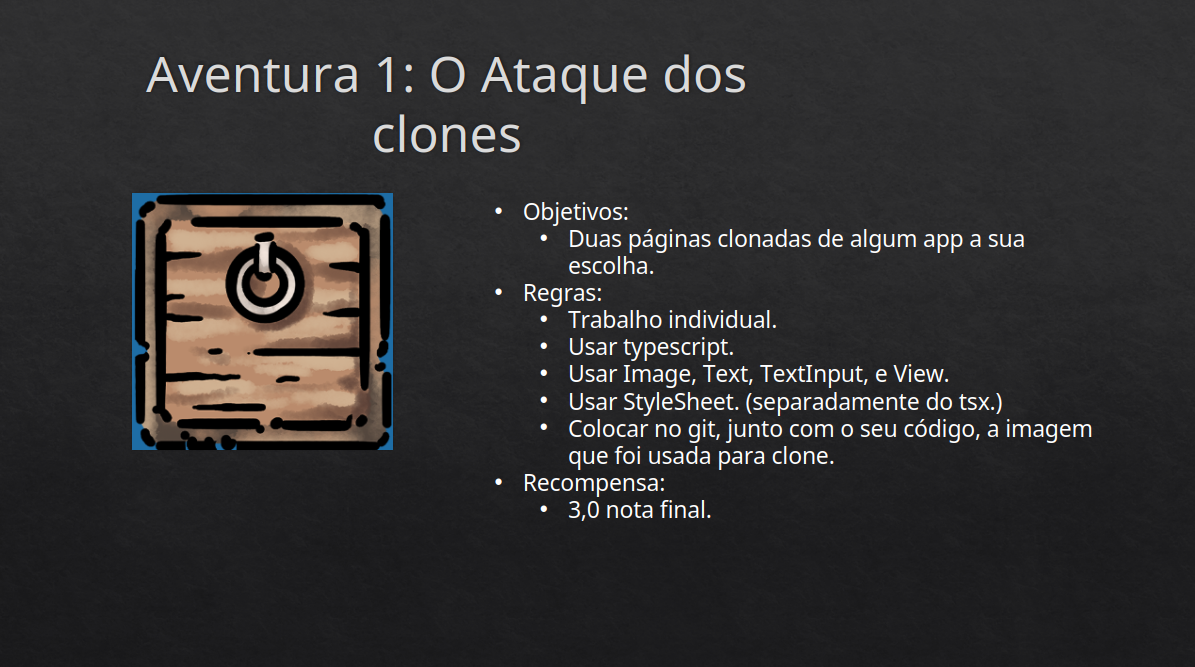 Aventura 1: O Ataque dos
clones
• Objetivos:
• Duas páginas clonadas de algum app a sua
escolha.
• Regras:
• Trabalho individual.
• Usar typescript.
• Usar Image, Text, TextInput, e View.
• Usar StyleSheet. (separadamente do tsx.)
• Colocar no git, junto com o seu código, a imagem
que foi usada para clone.
• Recompensa:
• 3,0 nota final.